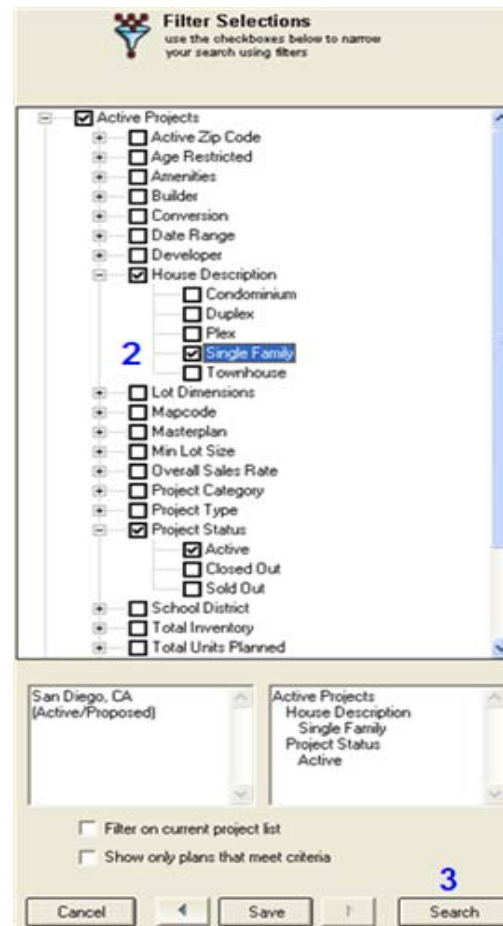 Filter Selections
use the checkboxes below to narrow
your search using filters
Active Projects
Active Zip Code
Age Restricted
Amenities
Builder
Conversion
Date Range
Developer
House Description
Condominium
Duplex
Plex
2 Single Family
Townhouse
Lot Dimensions
Mapcode
Masterplan
Min Lot Size
Overall Sales Rate
Project Category
Project Type
Project Status
Active
Closed Out
Sold Out
School District
Total Inventory
Total Units Planned
San Diego, CA
(Active/Proposed)
Active Projects
House Description
Single Family
Project Status
Active
Filter on current project list
Show only plans that meet criteria
3
Cancel Save Search